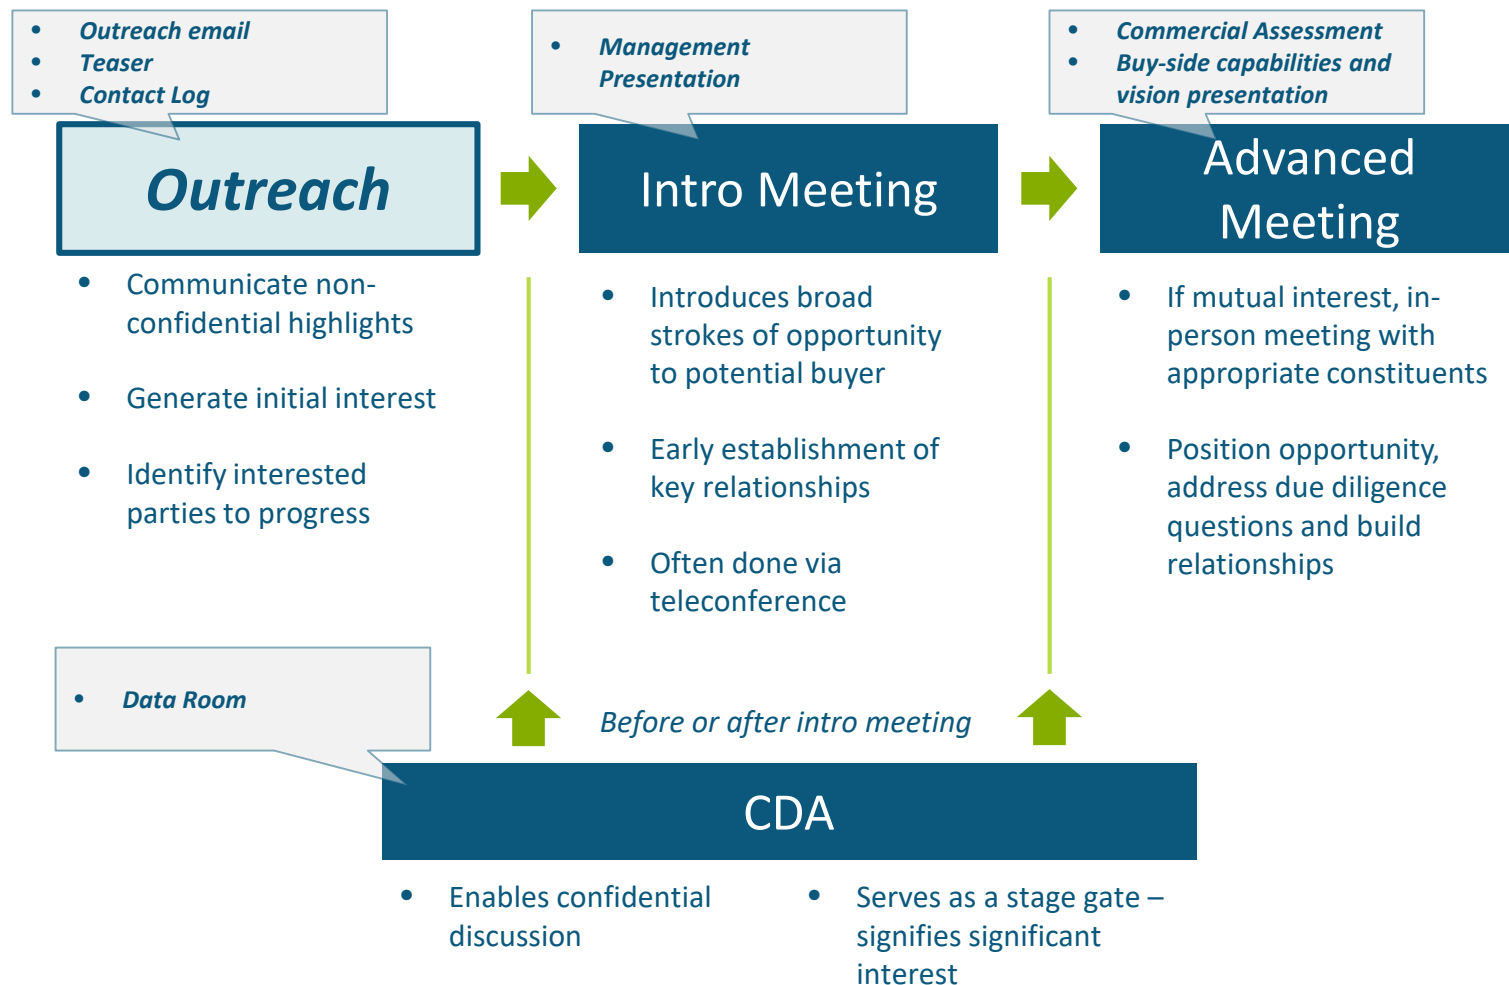 • Outreach email
• Teaser
• Contact Log
• Management
Presentation
• Commercial Assessment
• Buy-side capabilities and
vision presentation
Outreach
Intro Meeting
Advanced
Meeting
• Communicate non-
confidential highlights
• Generate initial interest
• Identify interested
parties to progress
• Introduces broad
strokes of opportunity
to potential buyer
• Early establishment of
key relationships
• Often done via
teleconference
• If mutual interest, in-
person meeting with
appropriate constituents
• Position opportunity,
address due diligence
questions and build
relationships
• Data Room
Before or after intro meeting
CDA
• Enables confidential
discussion
• Serves as a stage gate –
signifies significant
interest